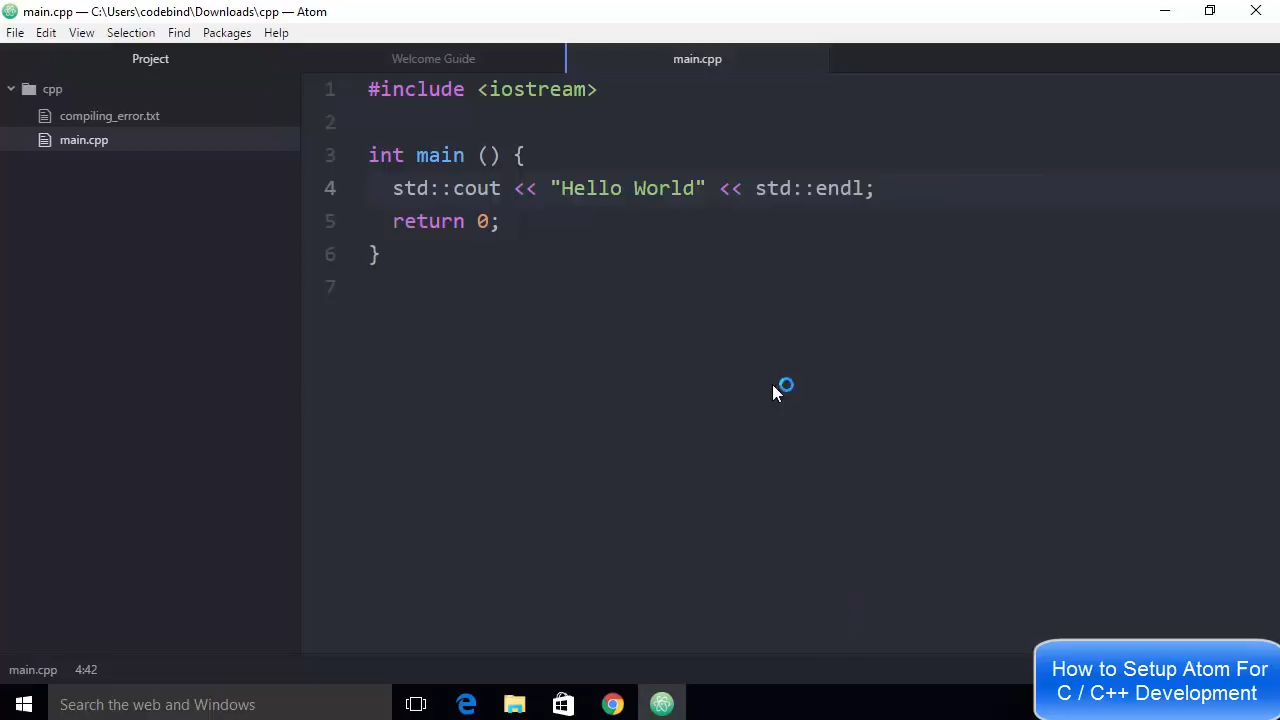 main.cpp — C:\Users\codebind\Downloads\cpp — Atom
File Edit View Selection Find Packages Help
Project
Welcome Guide
main.cpp
cpp
compiling_error.txt
main.cpp
1 #include <iostream>
2
3 int main () {
4 std::cout << "Hello World" << std::endl;
5 return 0;
6 }
7
main.cpp 4:42
How to Setup Atom For
C / C++ Development
Search the web and Windows